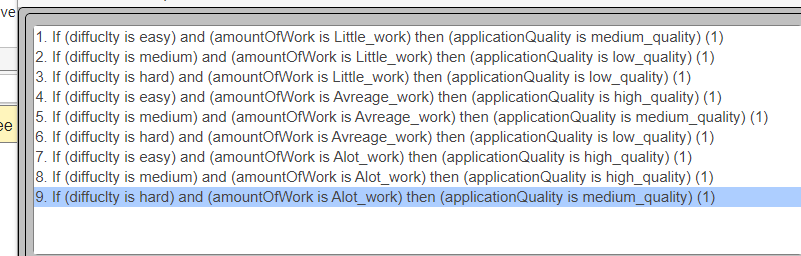 ve
1. If (diffuclty is easy) and (amountOfWork is Little_work) then (applicationQuality is medium_quality) (1)
2. If (diffuclty is medium) and (amountOfWork is Little_work) then (applicationQuality is low_quality) (1)
3. If (diffuclty is hard) and (amountOfWork is Little_work) then (applicationQuality is low_quality) (1)
4. If (diffuclty is easy) and (amountOfWork is Avreage_work) then (applicationQuality is high_quality) (1)
5. If (diffuclty is medium) and (amountOfWork is Avreage_work) then (applicationQuality is medium_quality) (1)
ee
6. If (diffuclty is hard) and (amountOfWork is Avreage_work) then (applicationQuality is low_quality) (1)
7. If (diffuclty is easy) and (amountOfWork is Alot_work) then (applicationQuality is high_quality) (1)
8. If (diffuclty is medium) and (amountOfWork is Alot_work) then (applicationQuality is high_quality) (1)
9. If (diffuclty is hard) and (amountOfWork is Alot_work) then (applicationQuality is medium_quality) (1)